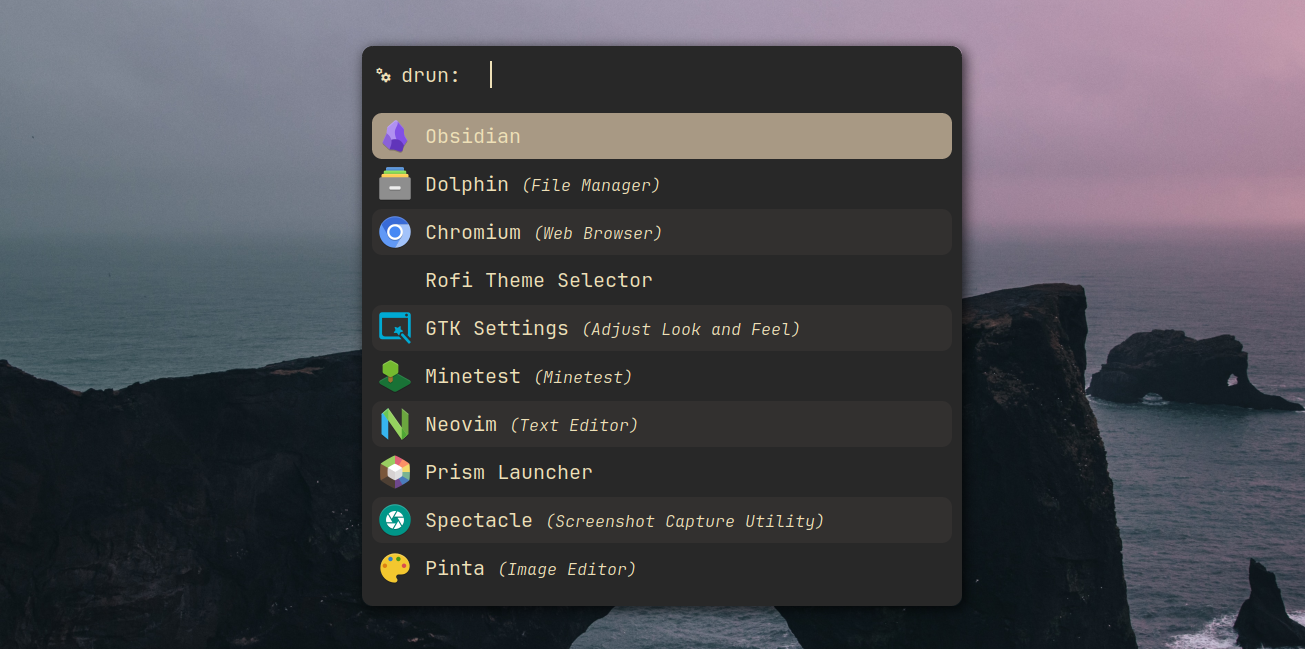 drun:
Obsidian
Dolphin (File Manager)
Chromium (Web Browser)
Rofi Theme Selector
GTK Settings (Adjust Look and Feel)
Minetest (Minetest)
Neovim (Text Editor)
Prism Launcher
Spectacle (Screenshot Capture Utility)
Pinta (Image Editor)